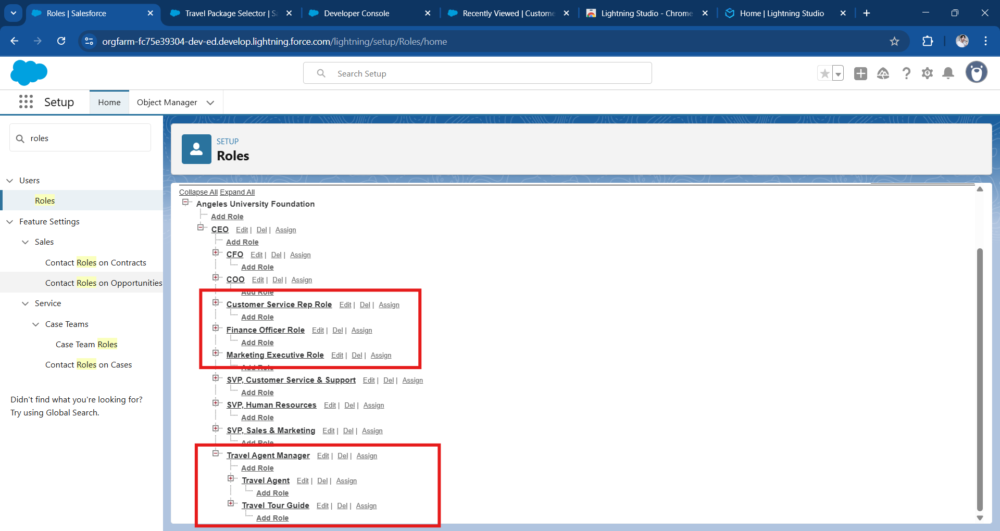 Roles | Salesforce
Travel Package Selector | Sa
Developer Console
Recently Viewed | Custome
Lightning Studio - Chrome
Home | Lightning Studio
orgfarm-fc75e39304-dev-ed.develop.lightning.force.com/lightning/setup/Roles/home
Search Setup
Setup
Home
Object Manager
roles
Users
Roles
Feature Settings
Sales
Contact Roles on Contracts
Contact Roles on Opportunities
Service
Case Teams
Case Team Roles
Contact Roles on Cases
Didn't find what you're looking for?
Try using Global Search.
SETUP
Roles
Collapse All Expand All
Angeles University Foundation
Add Role
CEO Edit | Del | Assign
Add Role
CFO Edit | Del | Assign
Add Role
COO Edit | Del | Assign
Add Role
Customer Service Rep Role Edit | Del | Assign
Add Role
Finance Officer Role Edit | Del | Assign
Add Role
Marketing Executive Role Edit | Del | Assign
Add Role
SVP, Customer Service & Support Edit | Del | Assign
Add Role
SVP, Human Resources Edit | Del | Assign
Add Role
SVP, Sales & Marketing Edit | Del | Assign
Add Role
Travel Agent Manager Edit | Del | Assign
Add Role
Travel Agent Edit | Del | Assign
Add Role
Travel Tour Guide Edit | Del | Assign
Add Role